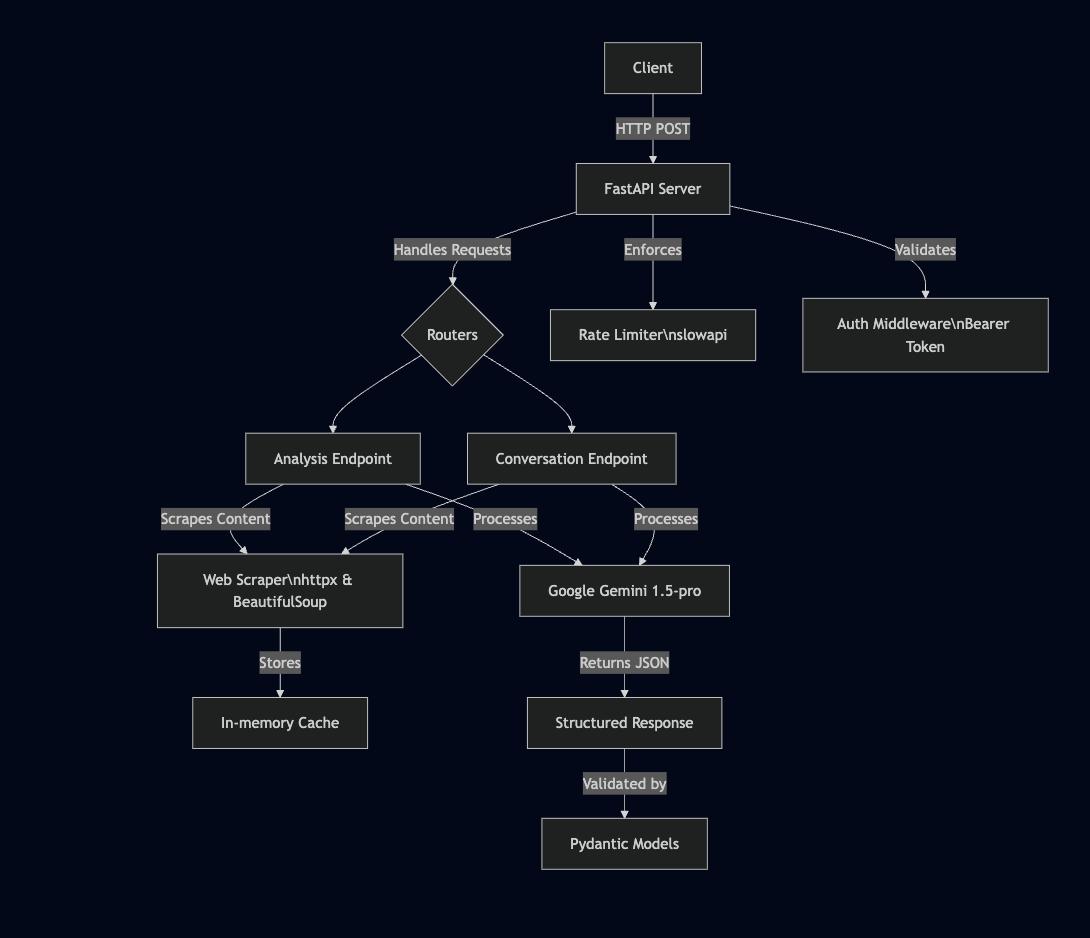 Client
HTTP POST
FastAPI Server
Handles Requests
Enforces
Validates
Routers
Rate Limiter\nslowapi
Auth Middleware\nBearer
Token
Analysis Endpoint
Conversation Endpoint
Scrapes Content
Scrapes Content
Processes
Processes
Web Scraper\nhttpx &
BeautifulSoup
Google Gemini 1.5-pro
Stores
Returns JSON
In-memory Cache
Structured Response
Validated by
Pydantic Models